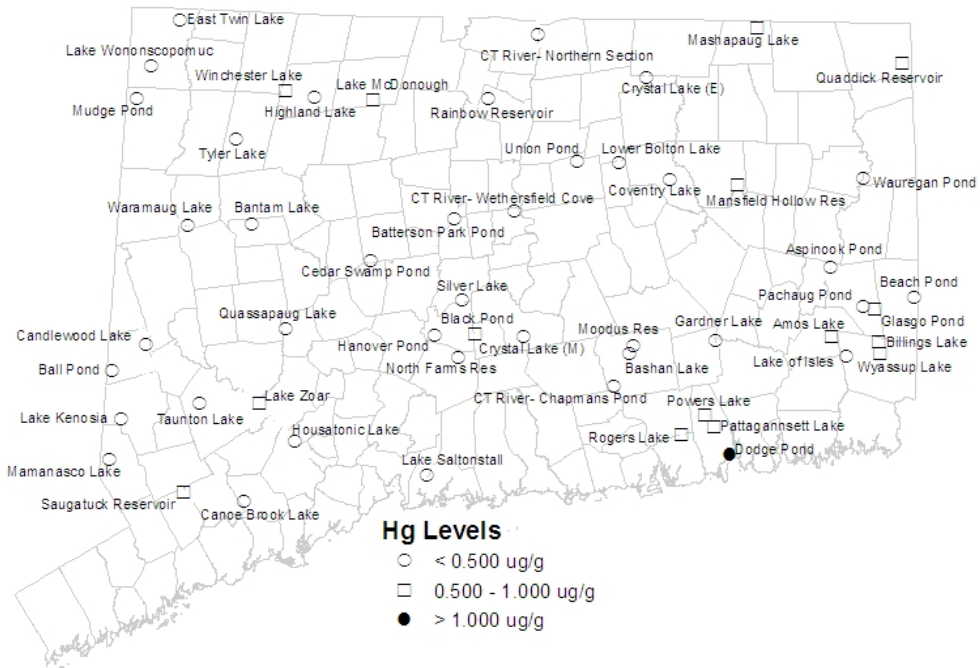 East Twin Lake
CT River- Northern Section
Mashapaug Lake
Lake Wononscopomuc
Winchester Lake
Lake McDonough
Crystal Lake (E)
Quaddick Reservoir
Mudge Pond
Highland Lake
Rainbow Reservoir
Tyler Lake
Union Pond
Lower Bolton Lake
Coventry Lake
Wauregan Pond
Mansfield Hollow Res
Waramaug Lake
Bantam Lake
CT River- Wethersfield Cove
Batterson Park Pond
Aspinook Pond
Cedar Swamp Pond
Beach Pond
Silver Lake
Pachaug Pond
Quassapaug Lake
Black Pond
Moodus Res
Gardner Lake
Amos Lake
Glasgo Pond
Candlewood Lake
Hanover Pond
Crystal Lake (M)
Billings Lake
Ball Pond
North Farms Res
Bashan Lake
Lake of Isles
Wyassup Lake
Lake Zoar
CT River- Chapmans Pond
Powers Lake
Lake Kenosia
Taunton Lake
Housatonic Lake
Rogers Lake
Pattagannsett Lake
Dodge Pond
Mamanasco Lake
Lake Saltonstall
Saugatuck Reservoir
Canoe Brook Lake
Hg Levels
< 0.500 ug/g
0.500 - 1.000 ug/g
> 1.000 ug/g